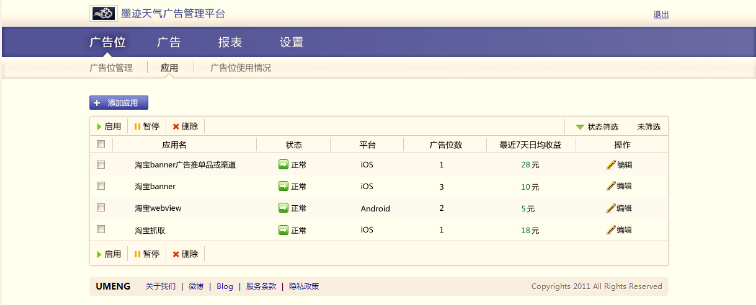 墨迹天气广告管理平台 退出
广告位 广告 报表 设置
广告位管理 应用 广告位使用情况
+ 添加应用
启用 暂停 删除 状态筛选 未筛选
应用名 状态 平台 广告位数 最近7天日均收益 操作
淘宝banner广告推单品或渠道 正常 iOS 1 28元 编辑
淘宝banner 正常 iOS 3 10元 编辑
淘宝webview 正常 Android 2 5元 编辑
淘宝抓取 正常 iOS 1 18元 编辑
启用 暂停 删除
UMENG 关于我们 | 微博 | Blog | 服务条款 | 隐私政策 Copyrights 2011 All Rights Reserved